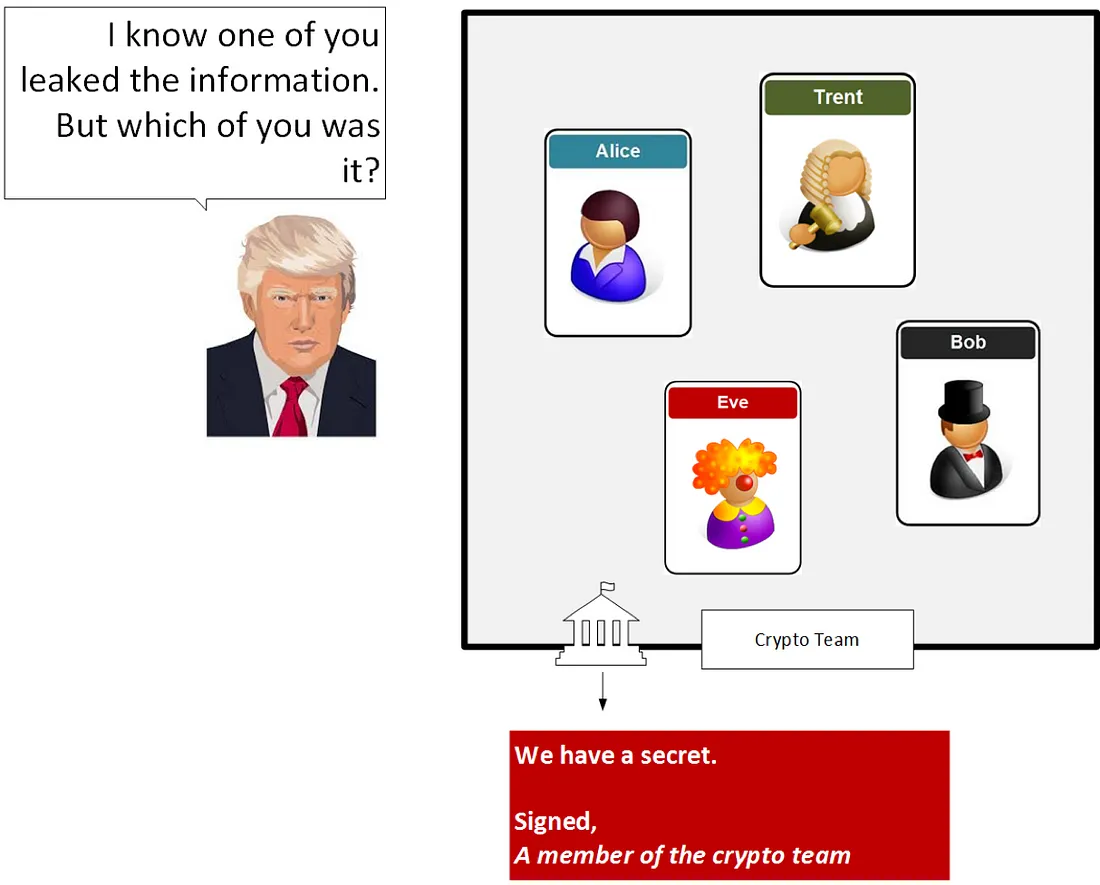 I know one of you
leaked the information.
But which of you was
it?
Trent
Alice
Bob
Eve
Crypto Team
We have a secret.
Signed,
A member of the crypto team